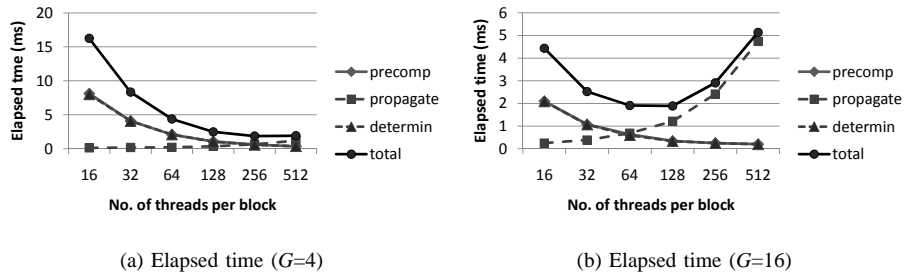 20
15
10
5
0
Elapsed tme (ms)
16 32 64 128 256 512
No. of threads per block
precomp
propagate
determin
total
(a) Elapsed time (G=4)
6
5
4
3
2
1
0
Elapsed time (ms)
16 32 64 128 256 512
No. of threads per block
precomp
propagate
determin
total
(b) Elapsed time (G=16)